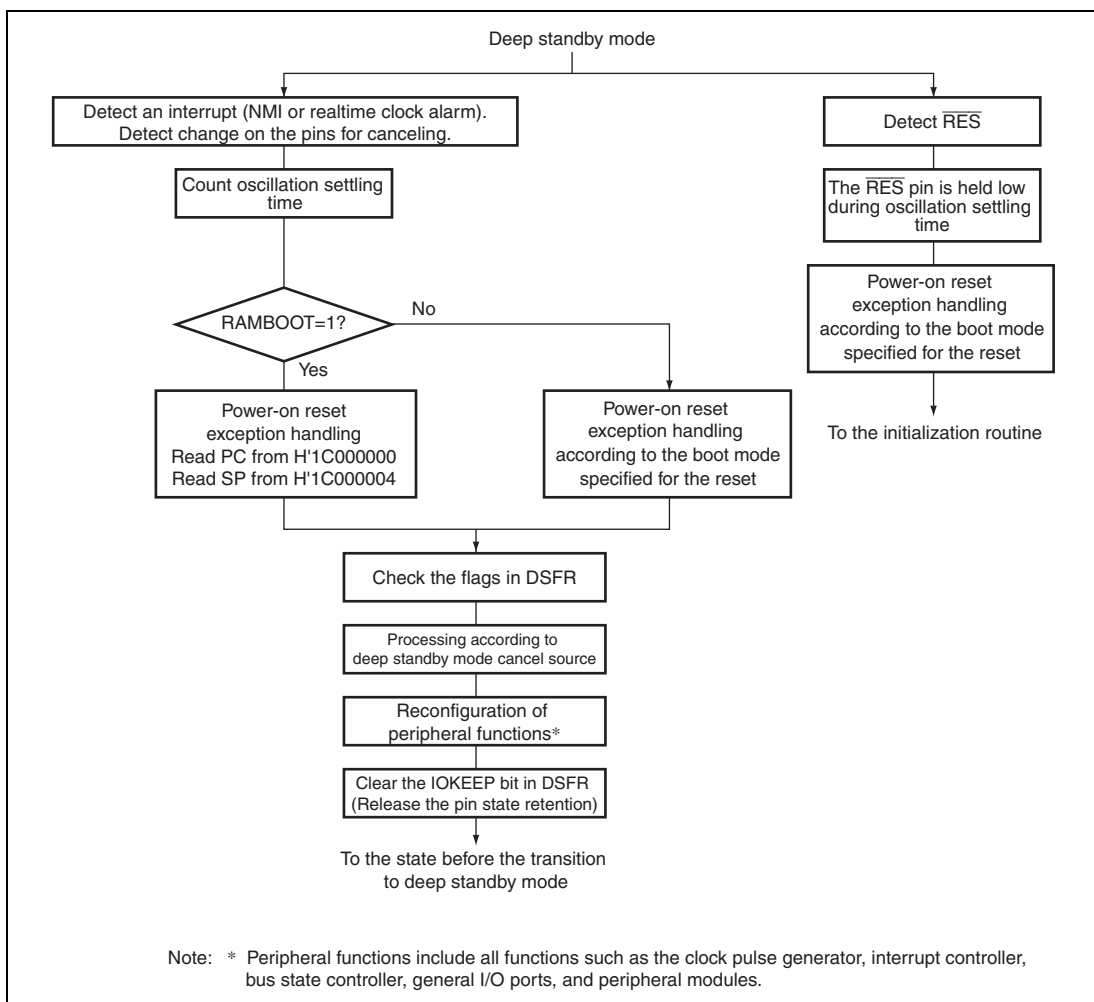 Deep standby mode
Detect an interrupt (NMI or realtime clock alarm).
Detect change on the pins for canceling.
Count oscillation settling
time
RAMBOOT=1?
No
Yes
Power-on reset
exception handling
Read PC from H'1C000000
Read SP from H'1C000004
Power-on reset
exception handling
according to the boot mode
specified for the reset
Check the flags in DSFR
Processing according to
deep standby mode cancel source
Reconfiguration of
peripheral functions*
Clear the IOKEEP bit in DSFR
(Release the pin state retention)
To the state before the transition
to deep standby mode
Detect R̅E̅S̅
The R̅E̅S̅ pin is held low
during oscillation settling
time
Power-on reset
exception handling
according to the boot mode
specified for the reset
To the initialization routine
Note: * Peripheral functions include all functions such as the clock pulse generator, interrupt controller,
bus state controller, general I/O ports, and peripheral modules.